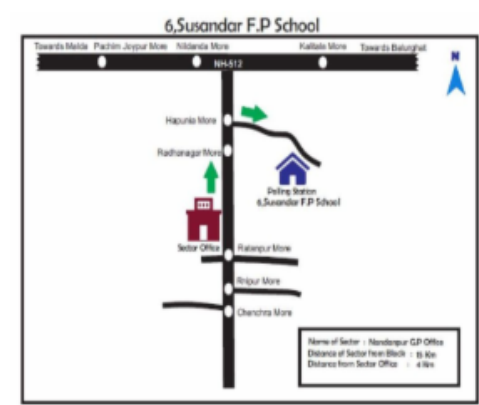 6,Susandar F.P School
Towards Malda Pachim Joypur More Nildanda More Kalitala More Towards Balurghat
N
NH-512
Hapunia More
Radhanagar More
Polling Station
6,Susandar F.P School
Sector Office Ratanpur More
Rripur More
Chenchra More
Name of Sector : Nandanpur G.P Office
Distance of Sector from Block : 15 Km
Distance from Sector Office : 4 Km